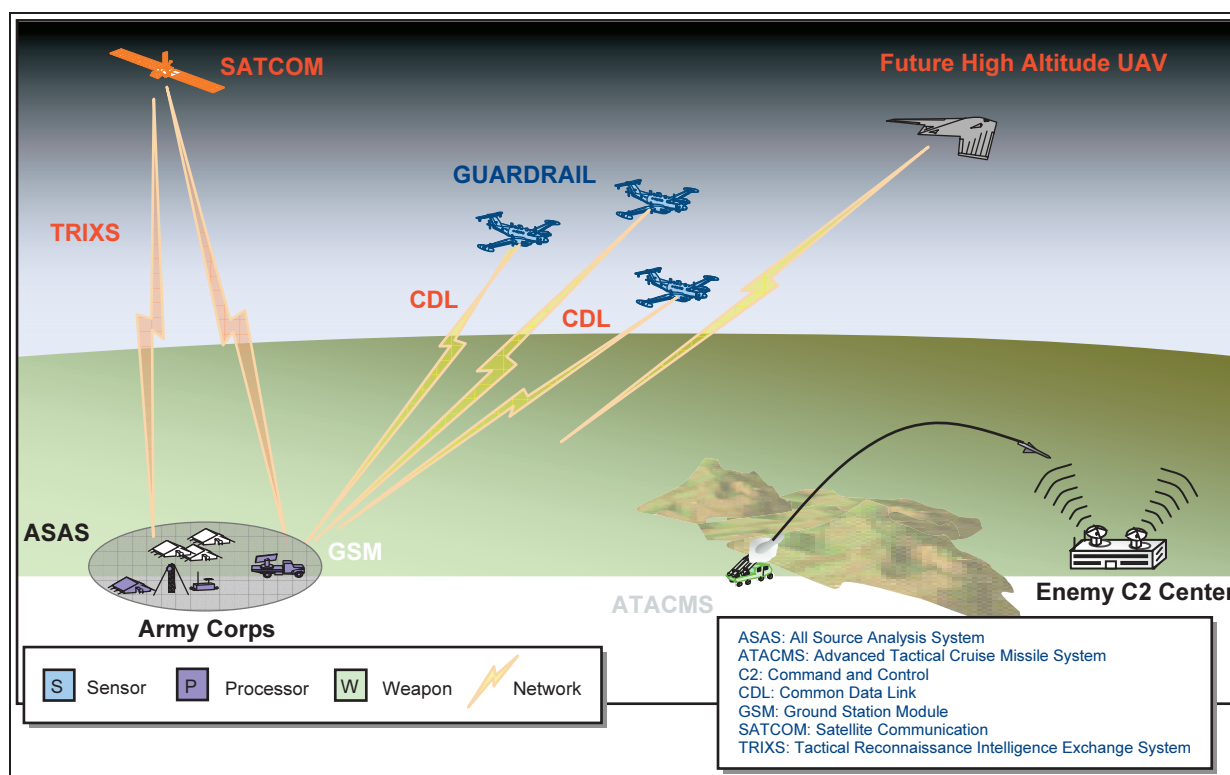 SATCOM
Future High Altitude UAV
GUARDRAIL
TRIXS
CDL
CDL
ASAS
GSM
ATACMS
Enemy C2 Center
Army Corps
S Sensor P Processor W Weapon Network
ASAS: All Source Analysis System
ATACMS: Advanced Tactical Cruise Missile System
C2: Command and Control
CDL: Common Data Link
GSM: Ground Station Module
SATCOM: Satellite Communication
TRIXS: Tactical Reconnaissance Intelligence Exchange System